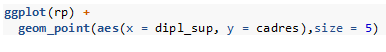 ggplot(rp) +
  geom_point(aes(x = dipl_sup, y = cadres),size = 5)